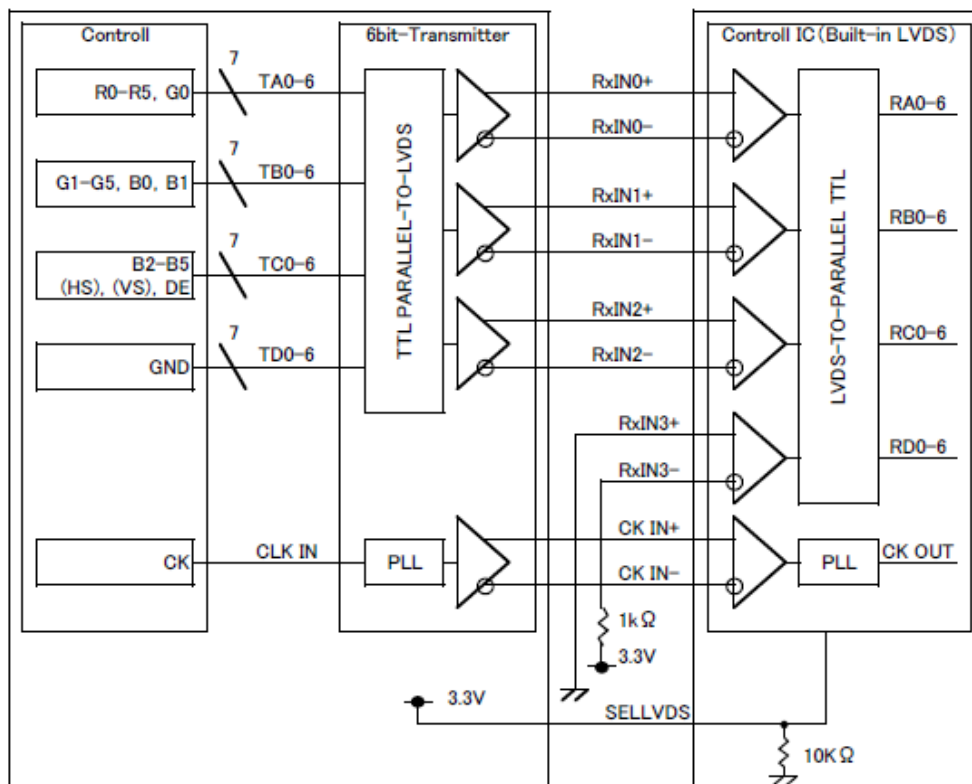 Controll
6bit-Transmitter
Controll IC(Built-in LVDS)
R0-R5, G0
7
TA0-6
RxIN0+
RA0-6
RxIN0-
G1-G5, B0, B1
7
TB0-6
RxIN1+
RB0-6
RxIN1-
B2-B5
(HS), (VS), DE
7
TC0-6
RxIN2+
RC0-6
RxIN2-
GND
7
TD0-6
RxIN3+
RD0-6
RxIN3-
TTL PARALLEL-TO-LVDS
LVDS-TO-PARALLEL TTL
CK
CLK IN
PLL
CK IN+
CK IN-
PLL
CK OUT
1kΩ
3.3V
3.3V
SELLVDS
10KΩ